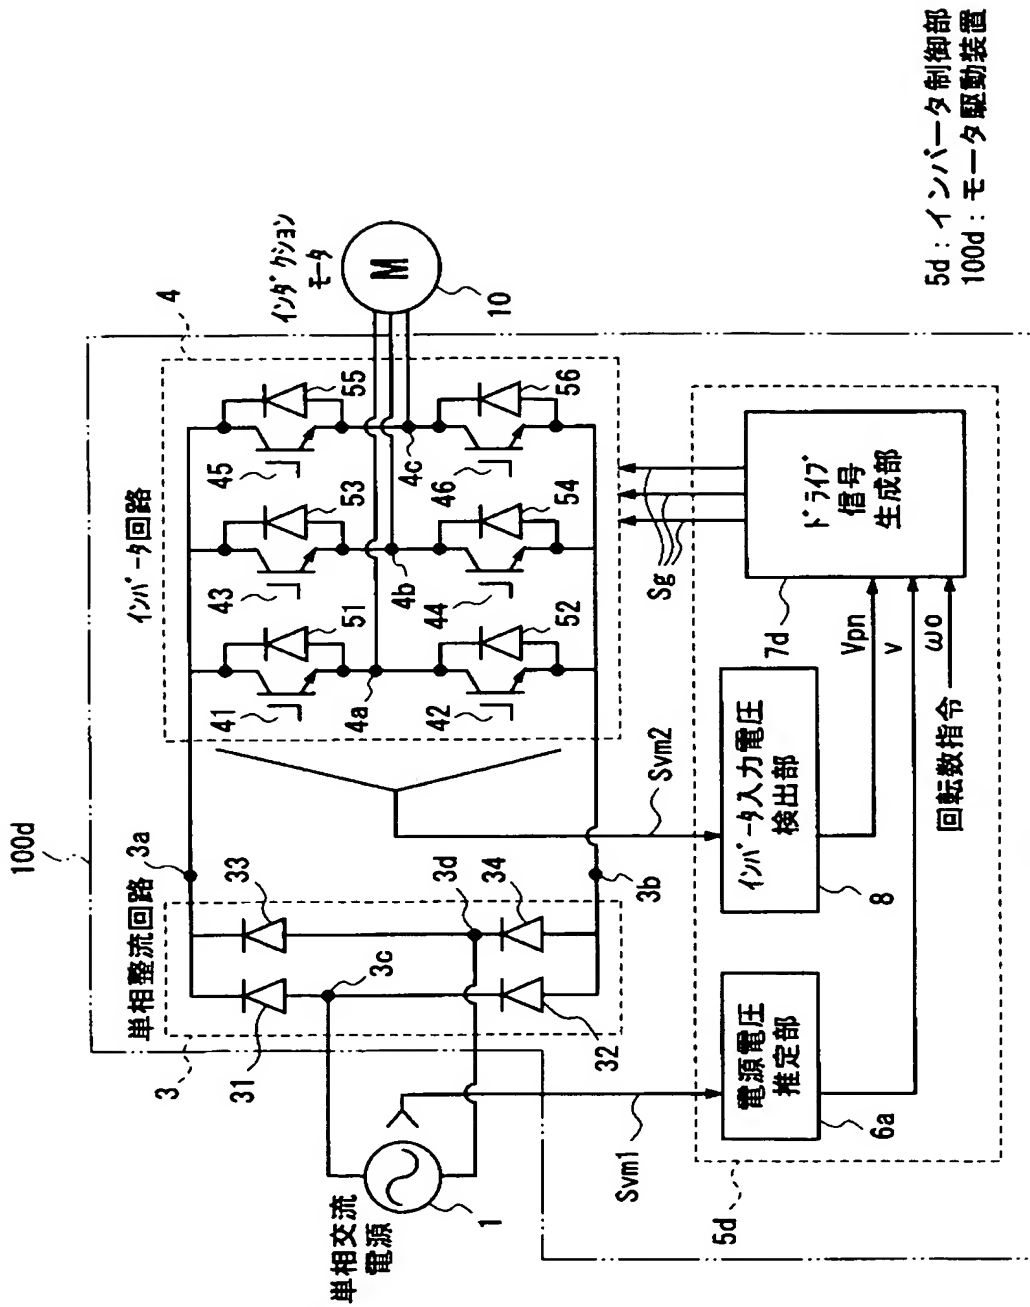 100d
単相整流回路
3
3a
31
33
3c
3d
32
34
3b
単相交流
電源
1
インバータ回路
4
41
51
43
53
45
55
4a
4b
4c
42
52
44
54
46
56
インダクション
モータ
M
10
Svm1
Svm2
Sg
電源電圧
推定部
6a
インバータ入力電圧
検出部
8
Vpn
v
ωo
回転数指令
ドライブ
信号
生成部
7d
5d
5d：インバータ制御部
100d：モータ駆動装置